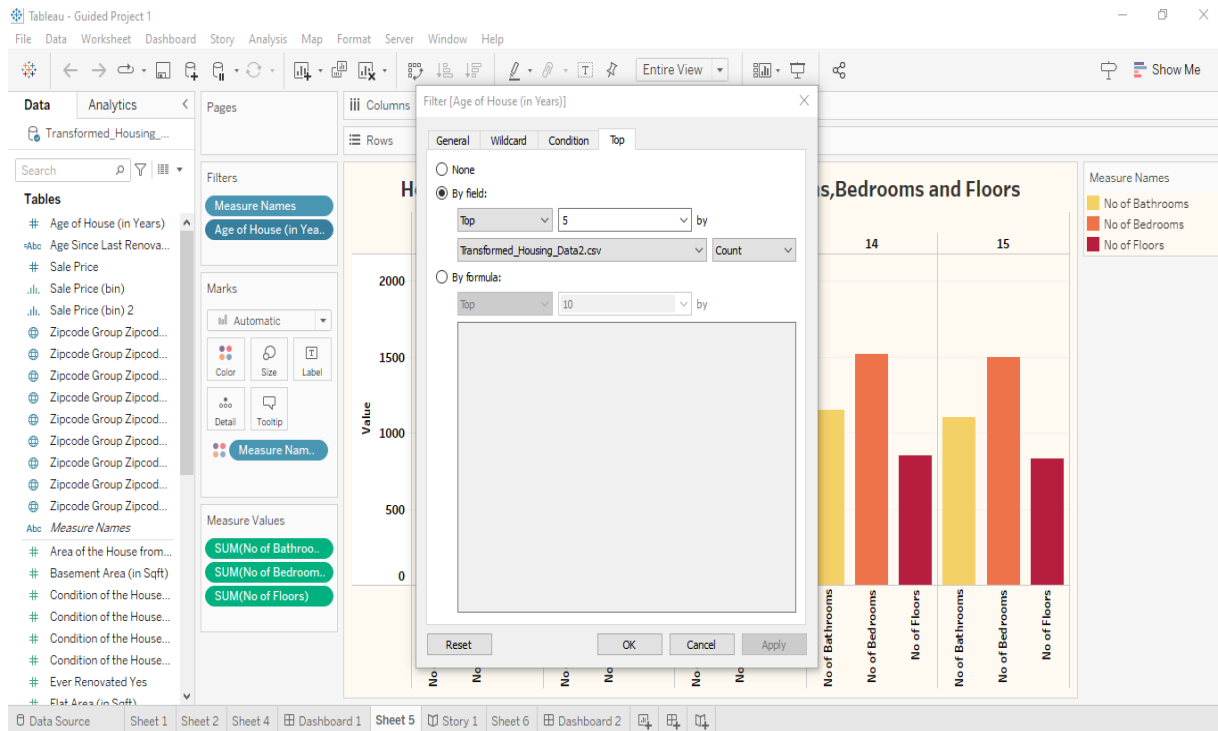 Tableau - Guided Project 1
File Data Worksheet Dashboard Story Analysis Map Format Server Window Help
Entire View
Show Me
Data Analytics
Transformed_Housing_...
Search
Tables
Age of House (in Years)
=Abc Age Since Last Renova...
Sale Price
Sale Price (bin)
Sale Price (bin) 2
Zipcode Group Zipcod...
Zipcode Group Zipcod...
Zipcode Group Zipcod...
Zipcode Group Zipcod...
Zipcode Group Zipcod...
Zipcode Group Zipcod...
Zipcode Group Zipcod...
Zipcode Group Zipcod...
Zipcode Group Zipcod...
Abc Measure Names
Area of the House from...
Basement Area (in Sqft)
Condition of the House...
Condition of the House...
Condition of the House...
Condition of the House...
Ever Renovated Yes
Flat Area (in Sqft)
Pages
Filters
Measure Names
Age of House (in Yea..
Marks
Automatic
Color Size Label
Detail Tooltip
Measure Nam..
Measure Values
SUM(No of Bathroo..
SUM(No of Bedroom..
SUM(No of Floors)
Columns
Rows
s,Bedrooms and Floors
14 15
2000
1500
1000
500
0
Value
No of Bathrooms
No of Bedrooms
No of Floors
No of Bathrooms
No of Bedrooms
No of Floors
Filter [Age of House (in Years)]
General Wildcard Condition Top
None
By field:
Top 5 by
Transformed_Housing_Data2.csv Count
By formula:
Top 10 by
Reset OK Cancel Apply
Measure Names
No of Bathrooms
No of Bedrooms
No of Floors
Data Source Sheet 1 Sheet 2 Sheet 4 Dashboard 1 Sheet 5 Story 1 Sheet 6 Dashboard 2